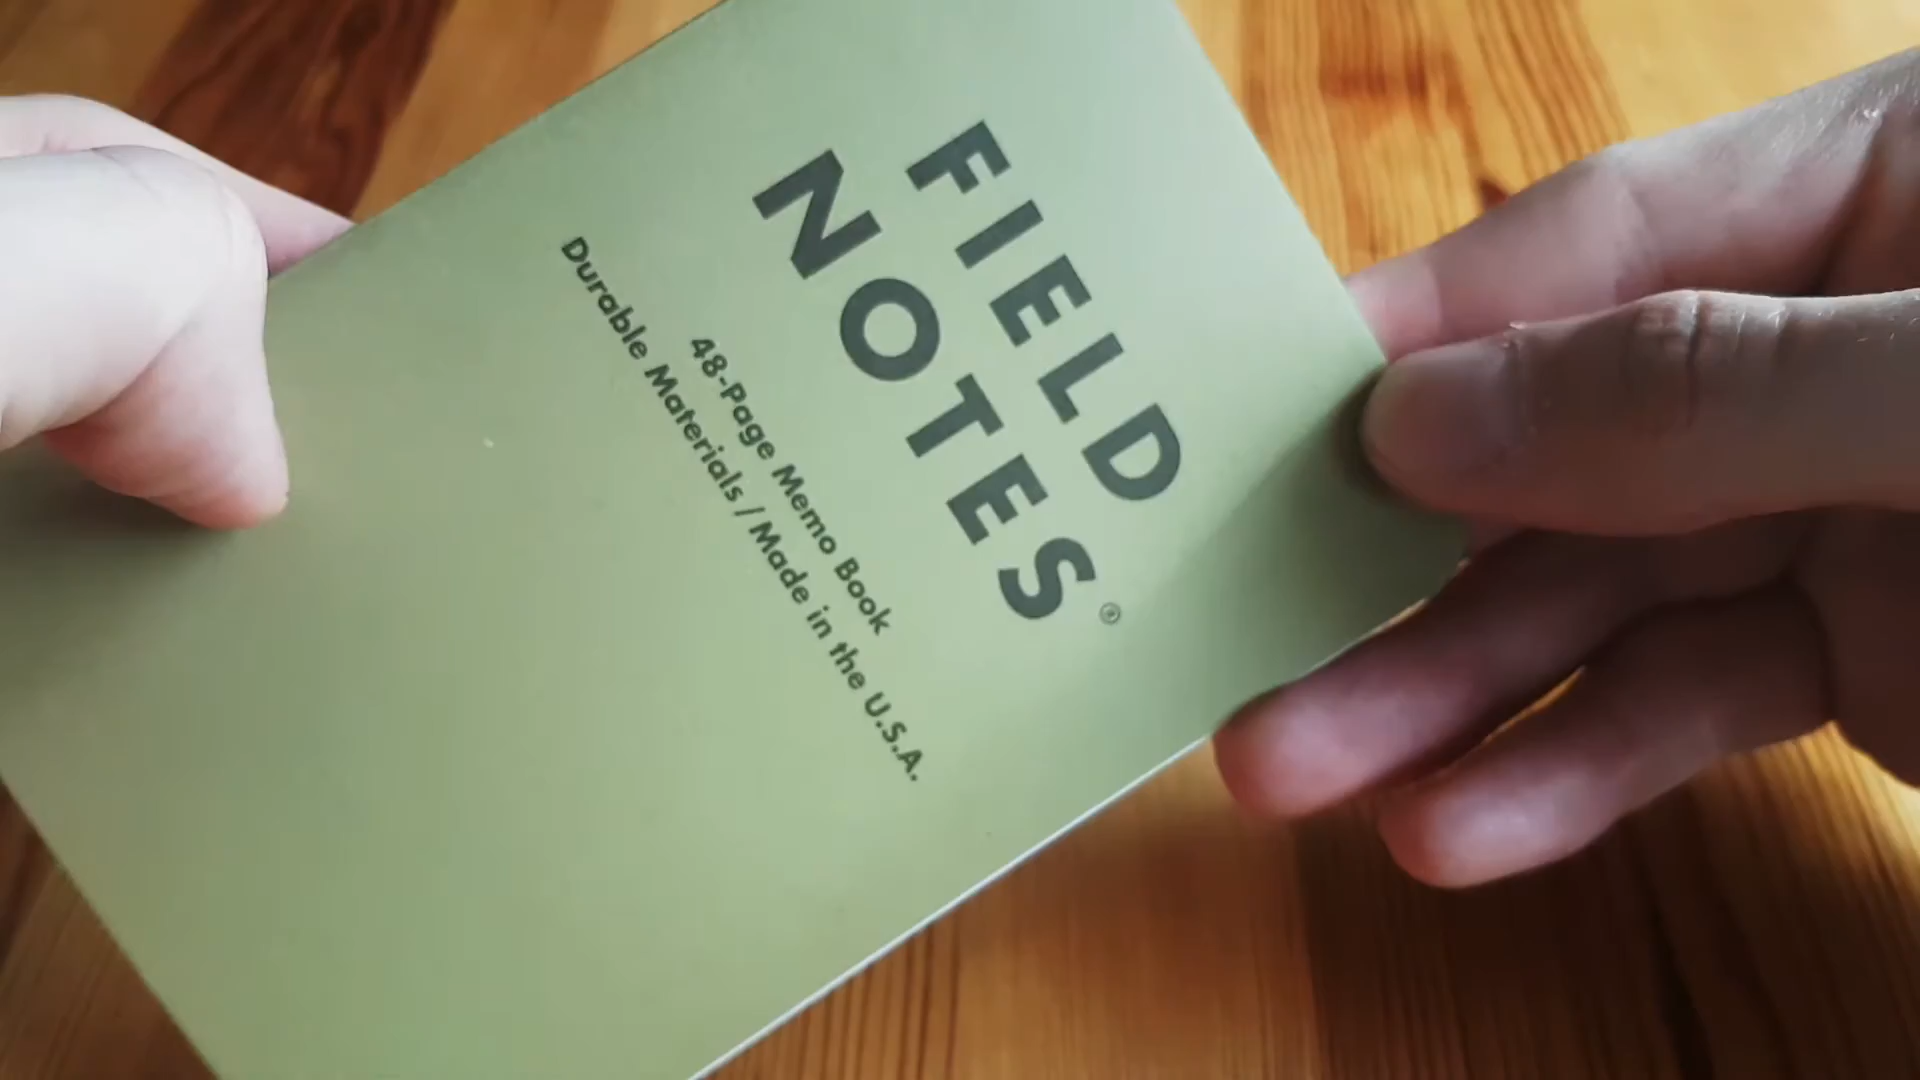 FIELD
NOTES®
48-Page Memo Book
Durable Materials / Made in the U.S.A.